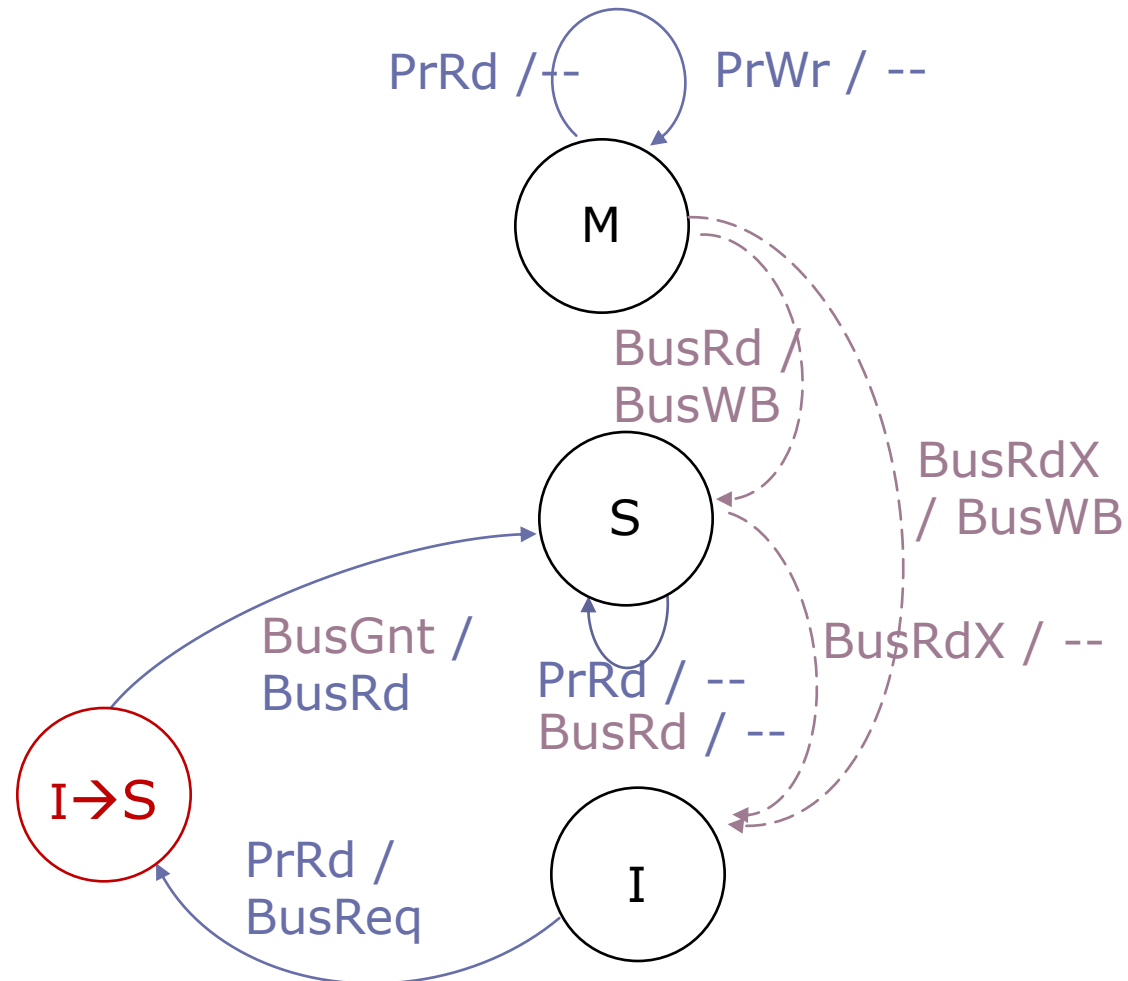 PrRd /--
PrWr / --
M
BusRd /
BusWB
BusRdX
/ BusWB
S
BusGnt /
BusRd
PrRd / --
BusRd / --
BusRdX / --
I→S
PrRd /
BusReq
I